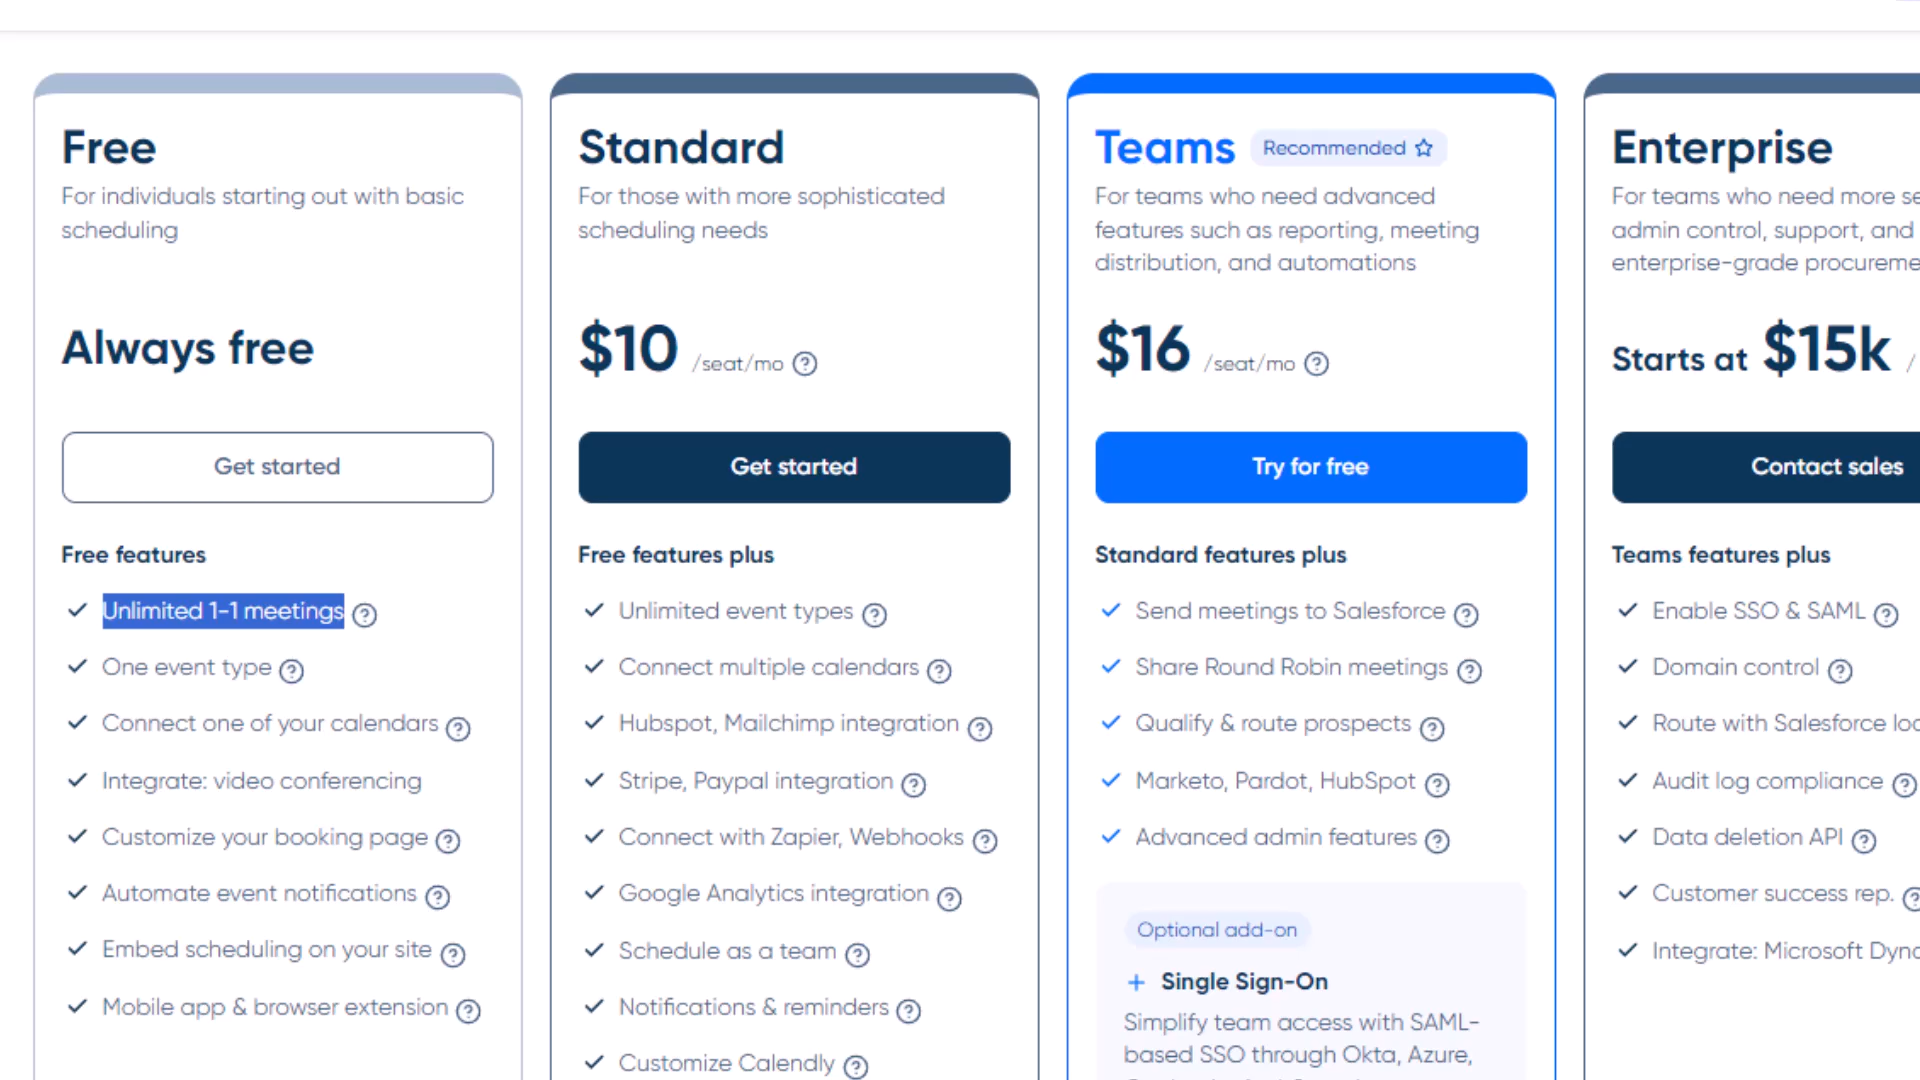 Free
For individuals starting out with basic
scheduling
Always free
Get started
Free features
Unlimited 1-1 meetings
One event type
Connect one of your calendars
Integrate: video conferencing
Customize your booking page
Automate event notifications
Embed scheduling on your site
Mobile app & browser extension
Standard
For those with more sophisticated
scheduling needs
$10 /seat/mo
Get started
Free features plus
Unlimited event types
Connect multiple calendars
Hubspot, Mailchimp integration
Stripe, Paypal integration
Connect with Zapier, Webhooks
Google Analytics integration
Schedule as a team
Notifications & reminders
Customize Calendly
Teams Recommended
For teams who need advanced
features such as reporting, meeting
distribution, and automations
$16 /seat/mo
Try for free
Standard features plus
Send meetings to Salesforce
Share Round Robin meetings
Qualify & route prospects
Marketo, Pardot, HubSpot
Advanced admin features
Optional add-on
+ Single Sign-On
Simplify team access with SAML-
based SSO through Okta, Azure,
Enterprise
For teams who need more
admin control, support, and
enterprise-grade
Starts at $15k /
Contact sales
Teams features plus
Enable SSO & SAML
Domain control
Route with Salesforce
Audit log compliance
Data deletion API
Customer success rep.
Integrate: Microsoft